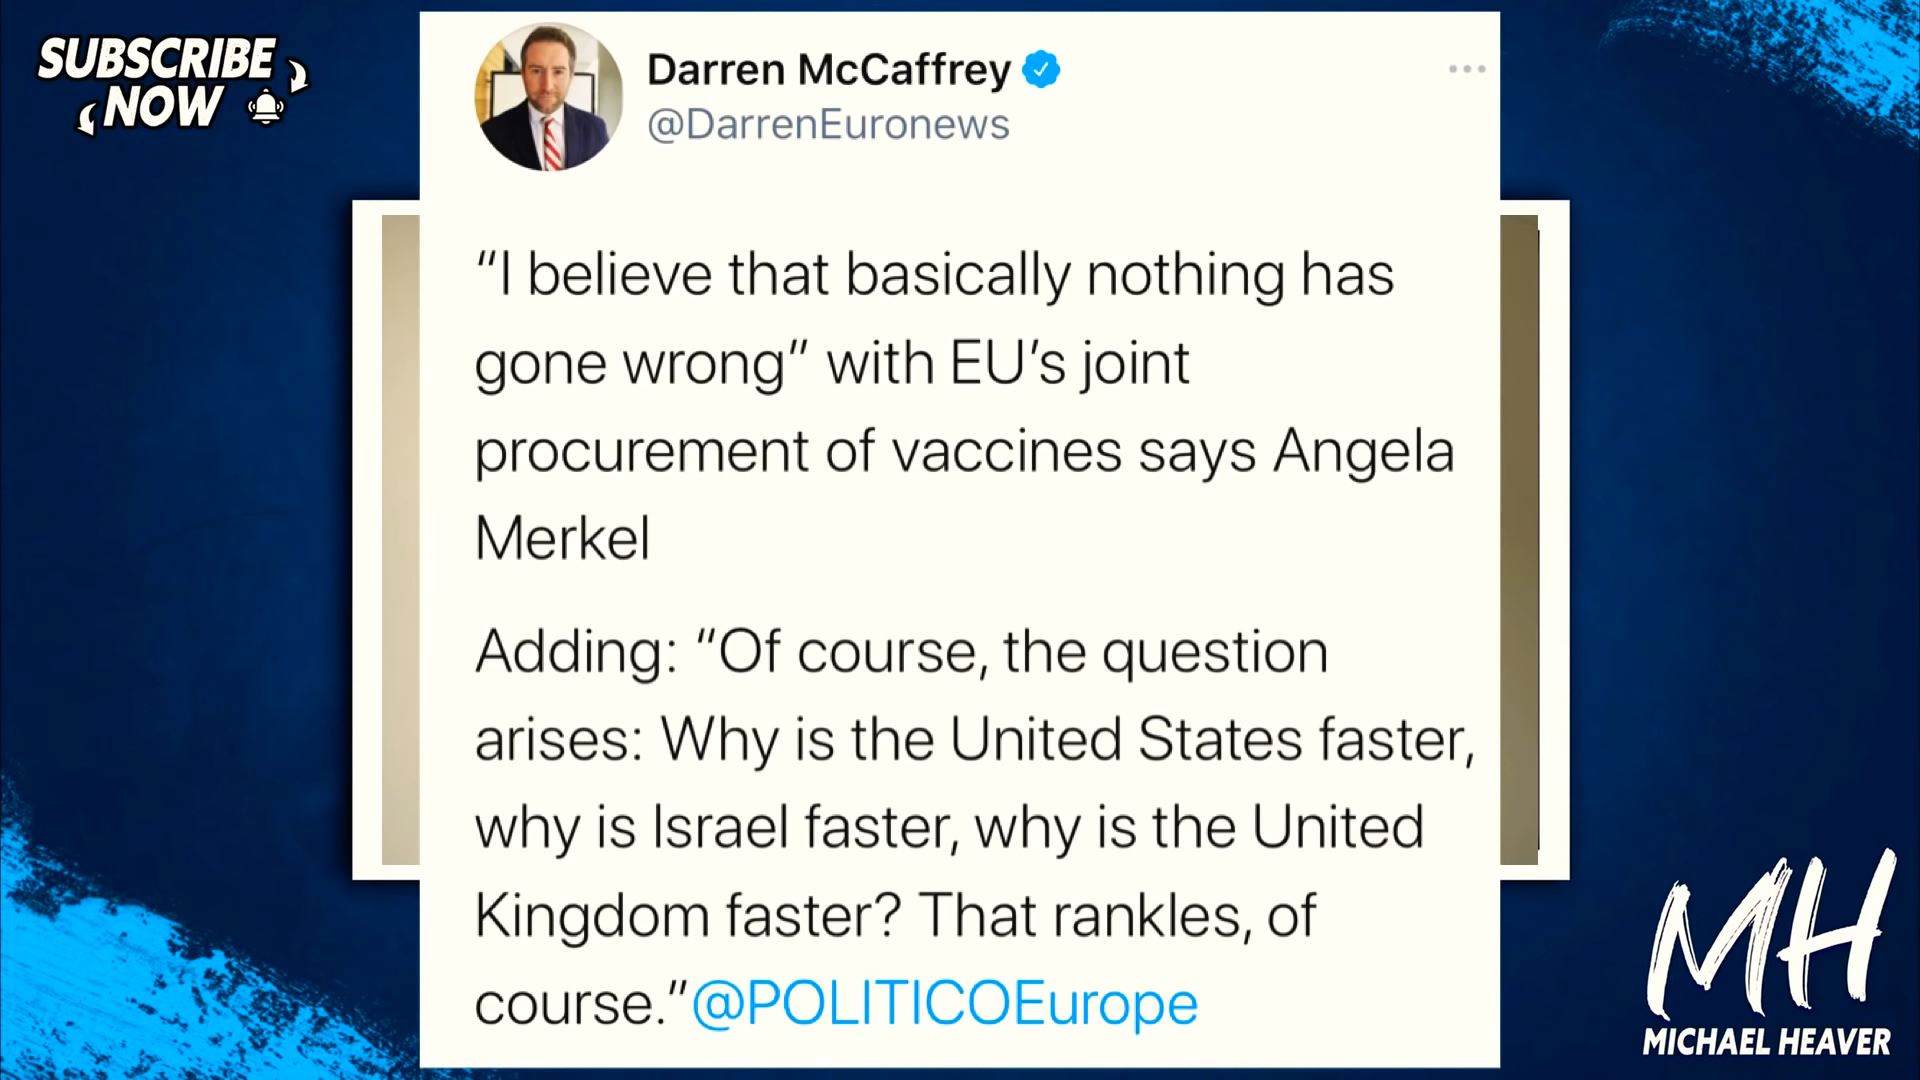 SUBSCRIBE
NOW
Darren McCaffrey
@DarrenEuronews
“I believe that basically nothing has
gone wrong” with EU’s joint
procurement of vaccines says Angela
Merkel
Adding: “Of course, the question
arises: Why is the United States faster,
why is Israel faster, why is the United
Kingdom faster? That rankles, of
course.”@POLITICOEurope
MH
MICHAEL HEAVER